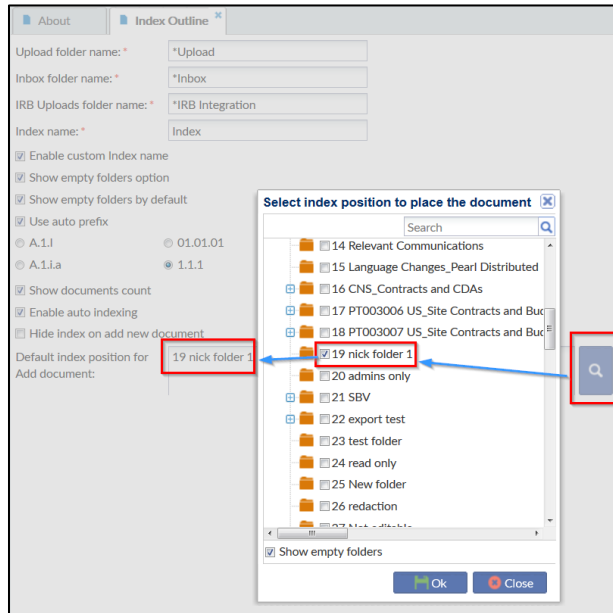 About
Index Outline
Upload folder name: *
*Upload
Inbox folder name: *
*Inbox
IRB Uploads folder name: *
*IRB Integration
Index name: *
Index
Enable custom Index name
Show empty folders option
Show empty folders by default
Use auto prefix
A.1.I
01.01.01
A.1.i.a
1.1.1
Show documents count
Enable auto indexing
Hide index on add new document
Default index position for
Add document:
19 nick folder 1
Select index position to place the document
Search
14 Relevant Communications
15 Language Changes_Pearl Distributed
16 CNS_Contracts and CDAs
17 PT003006 US_Site Contracts and Bud
18 PT003007 US_Site Contracts and Bud
19 nick folder 1
20 admins only
21 SBV
22 export test
23 test folder
24 read only
25 New folder
26 redaction
27 Not editable
Show empty folders
Ok
Close